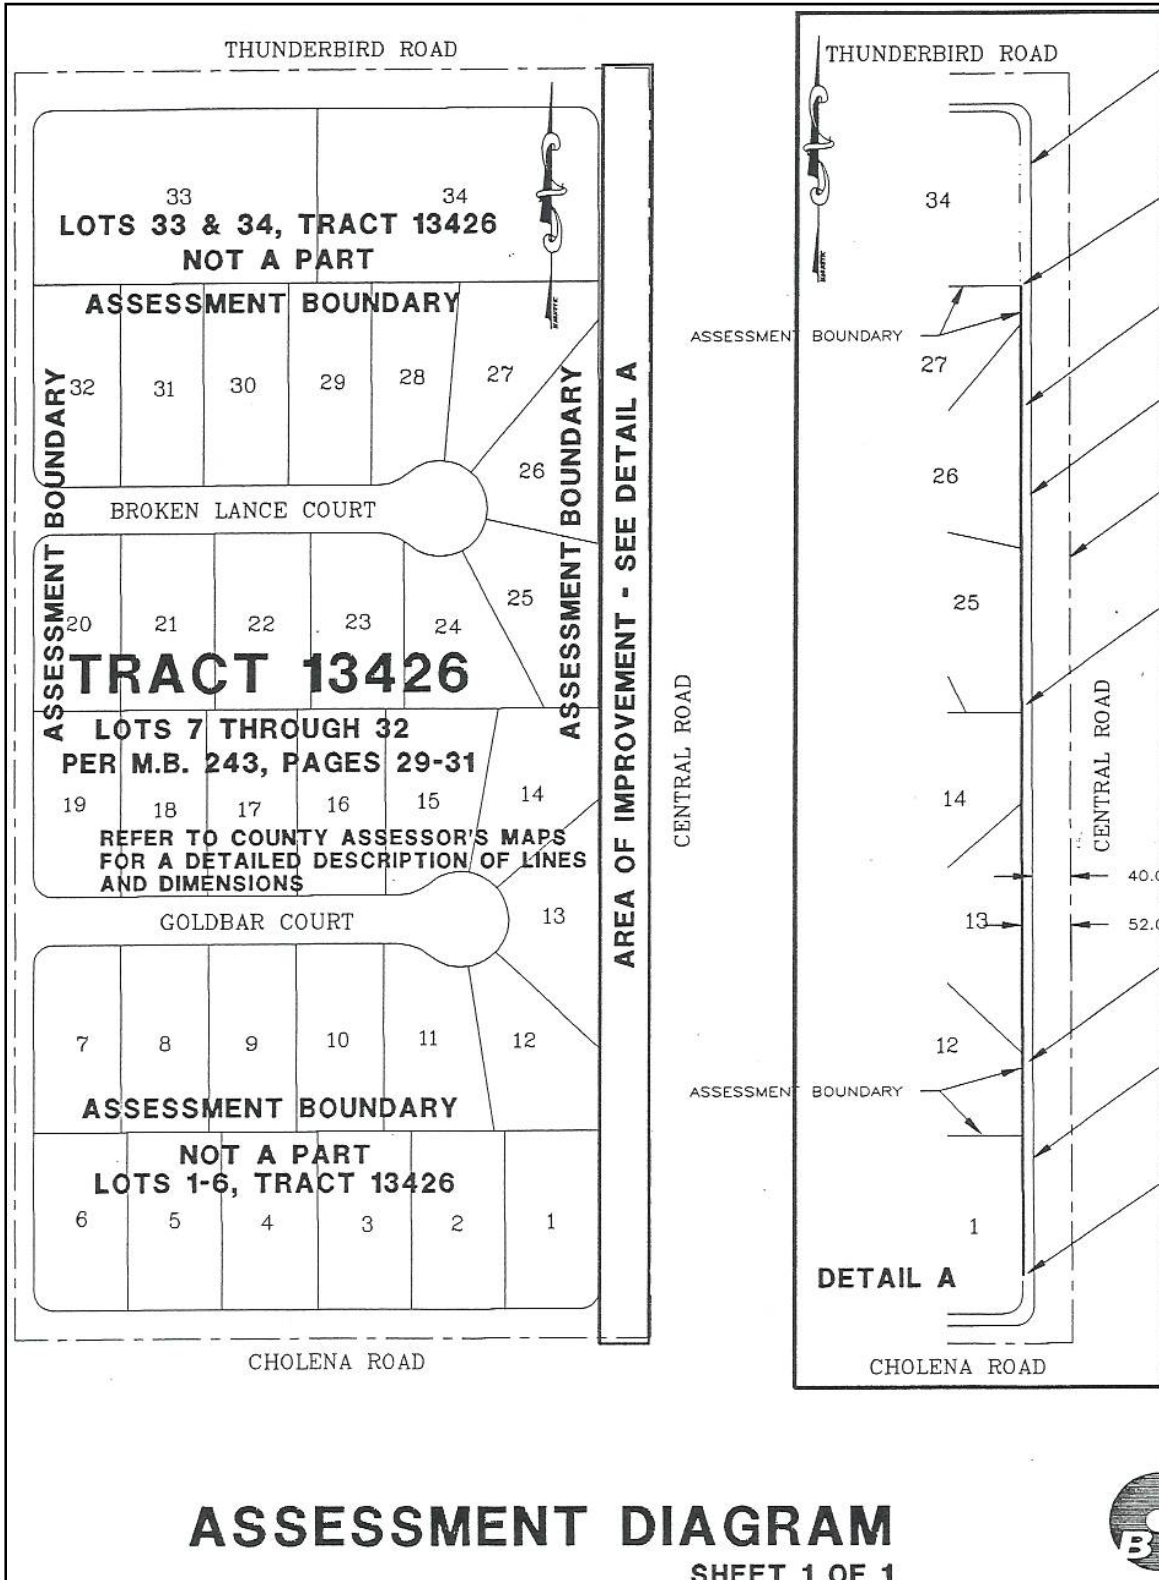 THUNDERBIRD ROAD
33
34
LOTS 33 & 34, TRACT 13426
NOT A PART
ASSESSMENT BOUNDARY
32
31
30
29
28
27
ASSESSMENT BOUNDARY
ASSESSMENT BOUNDARY
26
BROKEN LANCE COURT
25
20
21
22
23
24
TRACT 13426
LOTS 7 THROUGH 32
PER M.B. 243, PAGES 29-31
19
18
17
16
15
14
REFER TO COUNTY ASSESSOR'S MAPS
FOR A DETAILED DESCRIPTION OF LINES
AND DIMENSIONS
GOLDBAR COURT
13
7
8
9
10
11
12
ASSESSMENT BOUNDARY
NOT A PART
LOTS 1-6, TRACT 13426
6
5
4
3
2
1
CHOLENA ROAD
AREA OF IMPROVEMENT - SEE DETAIL A
CENTRAL ROAD
THUNDERBIRD ROAD
34
ASSESSMENT BOUNDARY
27
26
25
14
CENTRAL ROAD
40.0
13
52.0
12
ASSESSMENT BOUNDARY
1
DETAIL A
CHOLENA ROAD
ASSESSMENT DIAGRAM
SHEET 1 OF 1
B